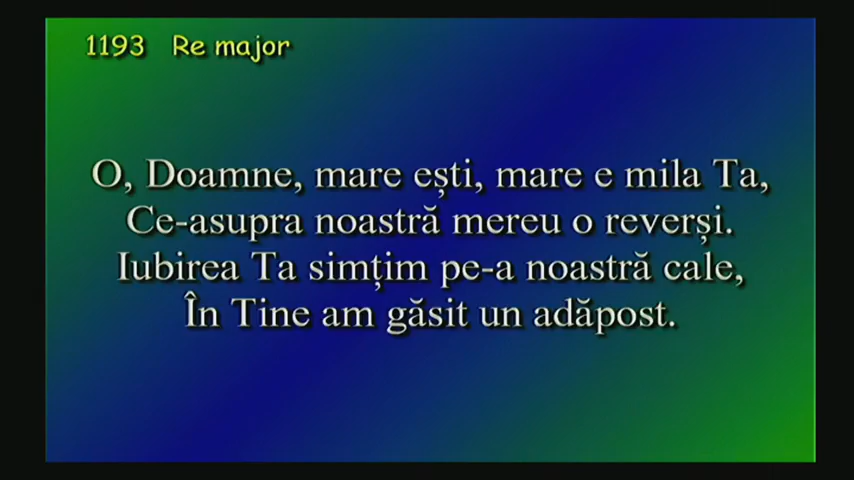 1193 Re major
O, Doamne, mare ești, mare e mila Ta,
Ce-asupra noastră mereu o reverși.
Iubirea Ta simțim pe-a noastră cale,
În Tine am găsit un adăpost.